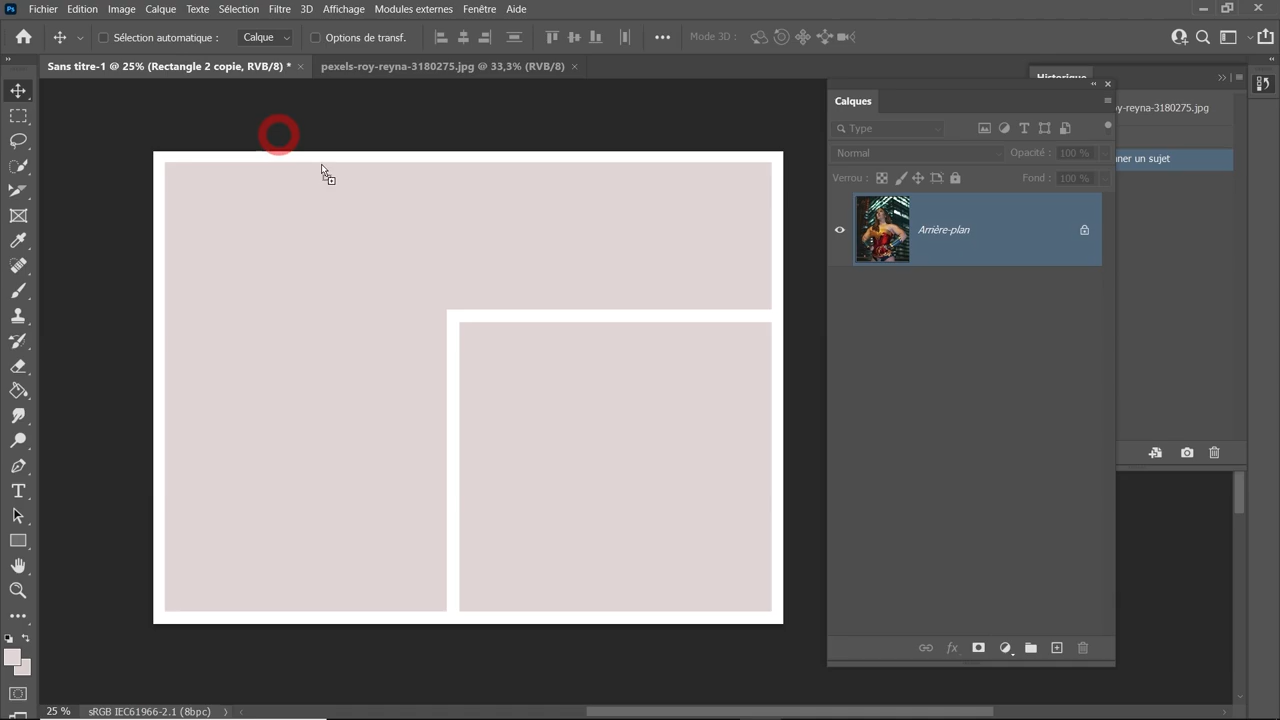 Ps Fichier Edition Image Calque Texte Sélection Filtre 3D Affichage Modules externes Fenêtre Aide
Sélection automatique : Calque Options de transf. Mode 3D :
Sans titre-1 @ 25% (Rectangle 2 copie, RVB/8) * pexels-roy-reyna-3180275.jpg @ 33,3% (RVB/8)
Historique
Calques
y-reyna-3180275.jpg
Type
Normal Opacité : 100 %
ner un sujet
Verrou : Fond : 100 %
Arrière-plan
25 % sRGB IEC61966-2.1 (8bpc)